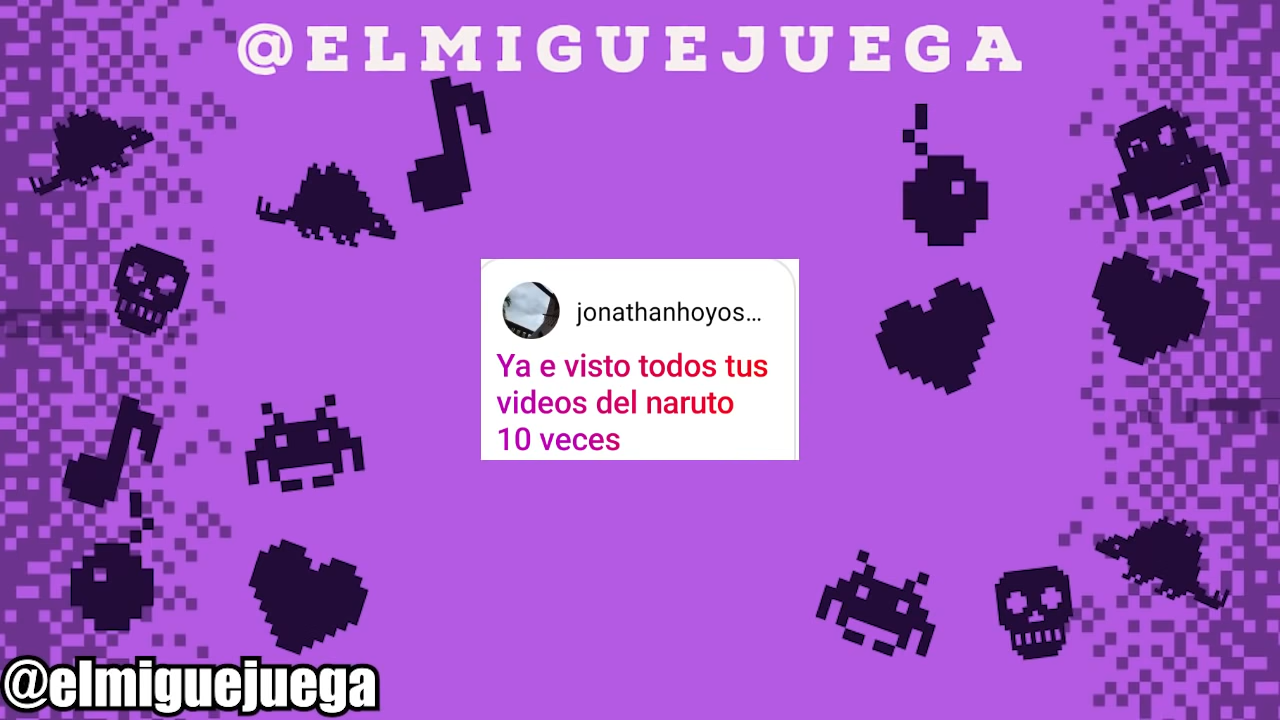 @ELMIGUEJUEGA
jonathanhoyos...
Ya e visto todos tus
videos del naruto
10 veces
@elmiguejuega